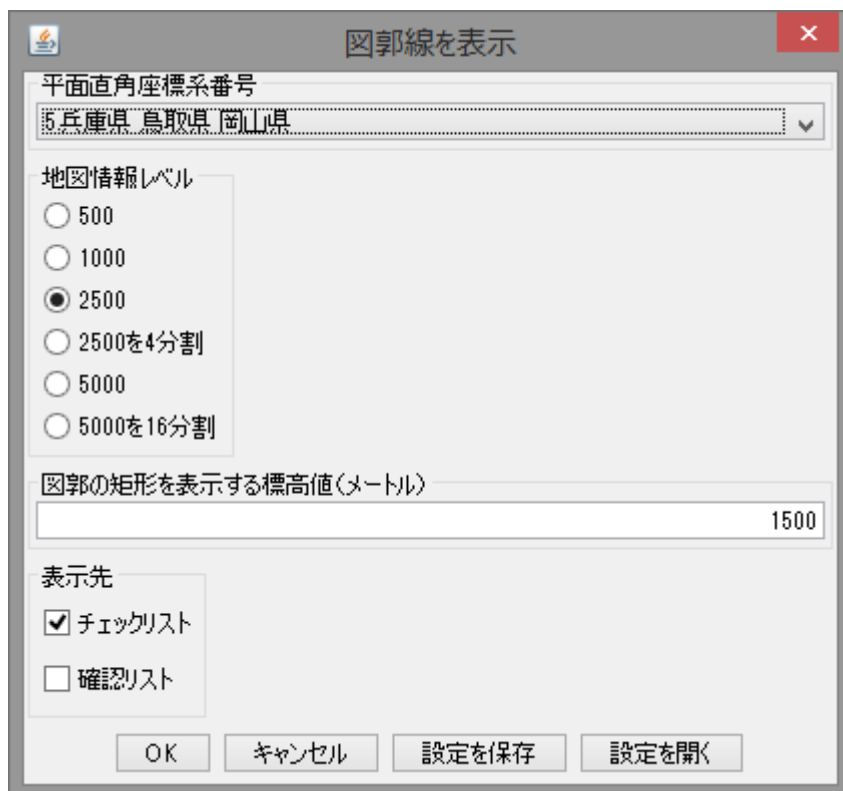 図郭線を表示
平面直角座標系番号
5 兵庫県 鳥取県 岡山県
地図情報レベル
500
1000
2500
2500を4分割
5000
5000を16分割
図郭の矩形を表示する標高値(メートル)
1500
表示先
チェックリスト
確認リスト
OK キャンセル 設定を保存 設定を開く